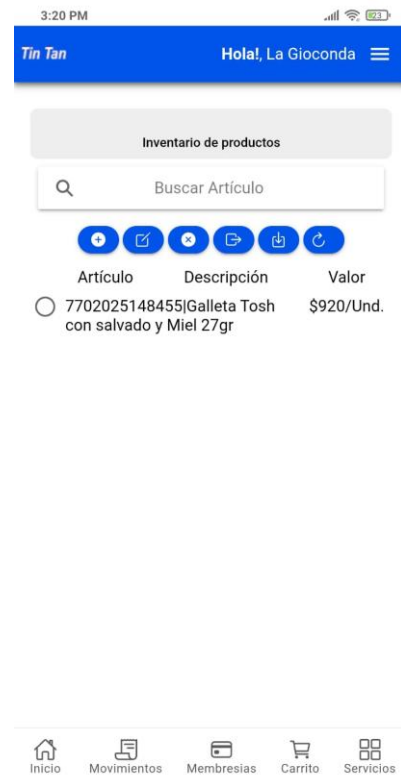 3:20 PM 23
Tin Tan Hola!, La Gioconda
Inventario de productos
Buscar Artículo
Artículo Descripción Valor
7702025148455|Galleta Tosh $920/Und.
con salvado y Miel 27gr
Inicio Movimientos Membresias Carrito Servicios